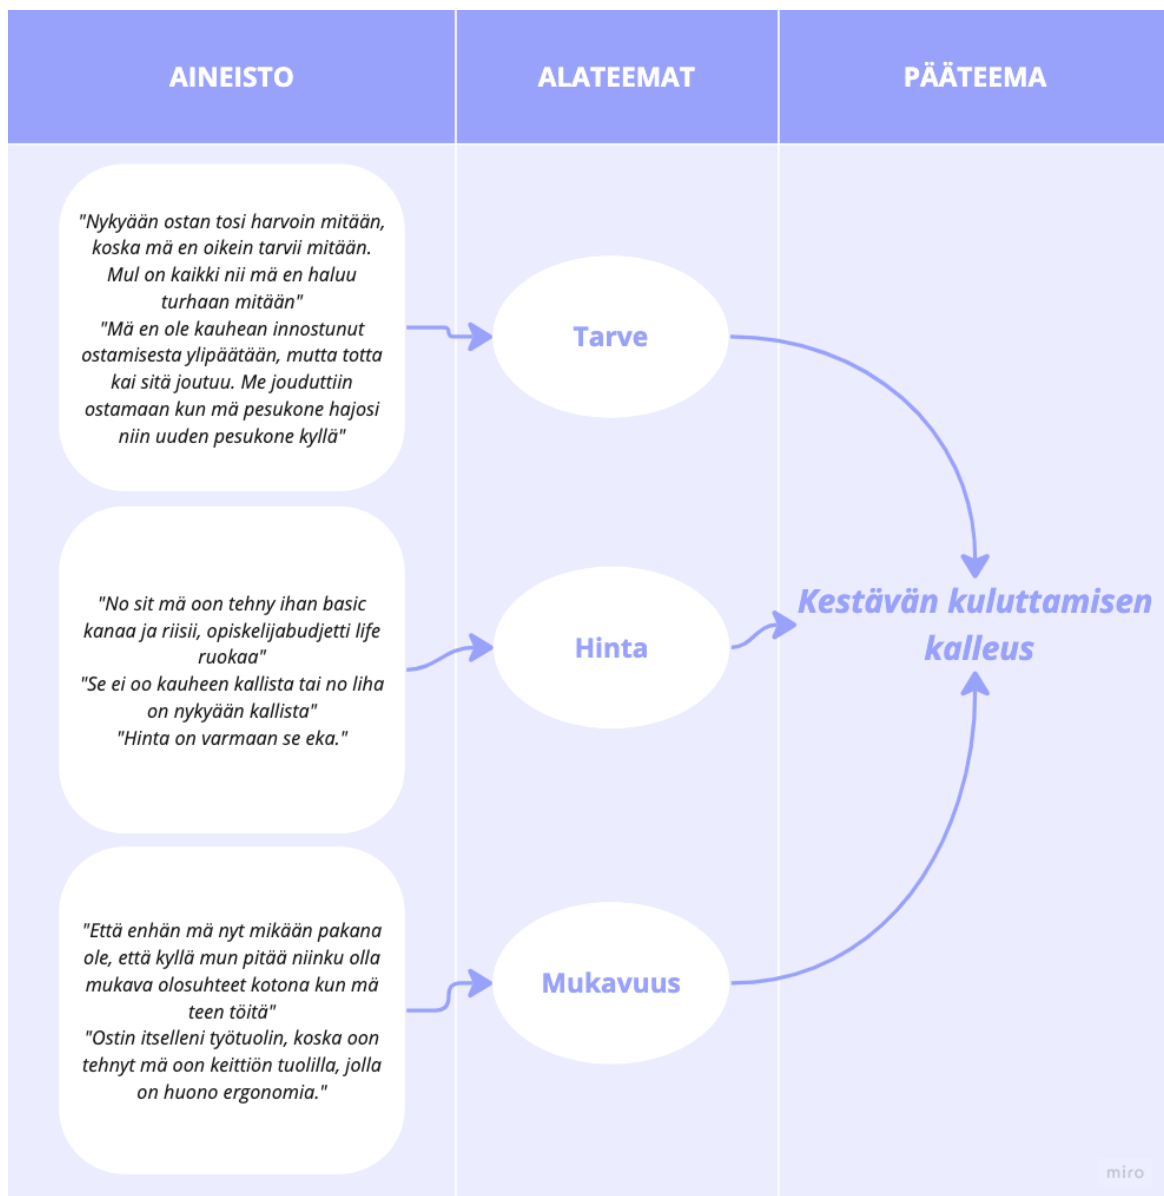 AINEISTO
ALATEEMAT
PÄÄTEEMA
"Nykyään ostan tosi harvoin mitään,
koska mä en oikein tarvii mitään.
Mul on kaikki nii mä en haluu
turhaan mitään"
"Mä en ole kauhean innostunut
ostamisesta ylipäätään, mutta totta
kai sitä joutuu. Me jouduttiin
ostamaan kun mä pesukone hajosi
niin uuden pesukone kyllä"
Tarve
"No sit mä oon tehny ihan basic
kanaa ja riisii, opiskelijabudjetti life
ruokaa"
"Se ei oo kauheen kallista tai no liha
on nykyään kallista"
"Hinta on varmaan se eka."
Hinta
Kestävän kuluttamisen
kalleus
"Että enhän mä nyt mikään pakana
ole, että kyllä mun pitää niinku olla
mukava olosuhteet kotona kun mä
teen töitä"
"Ostin itselleni työtuolin, koska oon
tehnyt mä oon keittiön tuolilla, jolla
on huono ergonomia."
Mukavuus
miro